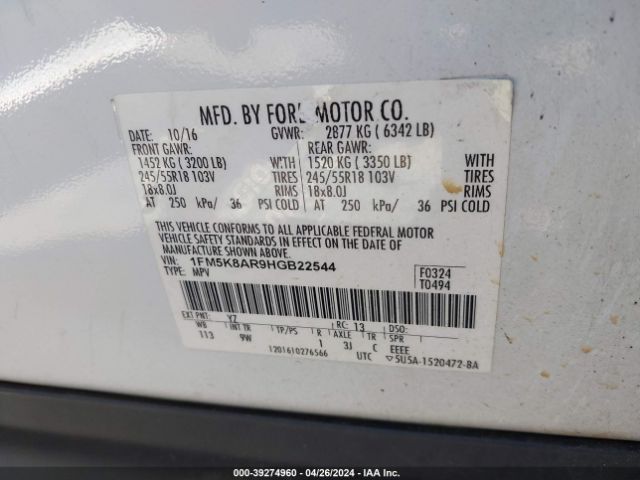 MFD. BY FORD MOTOR CO.
DATE: 10/16 GVWR: 2877 KG ( 6342 LB)
FRONT GAWR: REAR GAWR:
1452 KG ( 3200 LB) WITH 1520 KG ( 3350 LB) WITH
245/55R18 103V TIRES 245/55R18 103V TIRES
18x8.0J RIMS 18x8.0J RIMS
AT 250 kPa/ 36 PSI COLD AT 250 kPa/ 36 PSI COLD
THIS VEHICLE CONFORMS TO ALL APPLICABLE FEDERAL MOTOR
VEHICLE SAFETY STANDARDS IN EFFECT ON THE DATE OF
MANUFACTURE SHOWN ABOVE.
VIN: 1FM5K8AR9HGB22544
TYPE: MPV
F0324
T0494
EXT PNT: YZ RC: 13 DSO:
WB INT TR TP/PS R AXLE TR SPR
113 9W 1 3J C EEEE
1201610276566 UTC 5U5A-1520472-BA
000-39274960 - 04/26/2024 - IAA Inc.